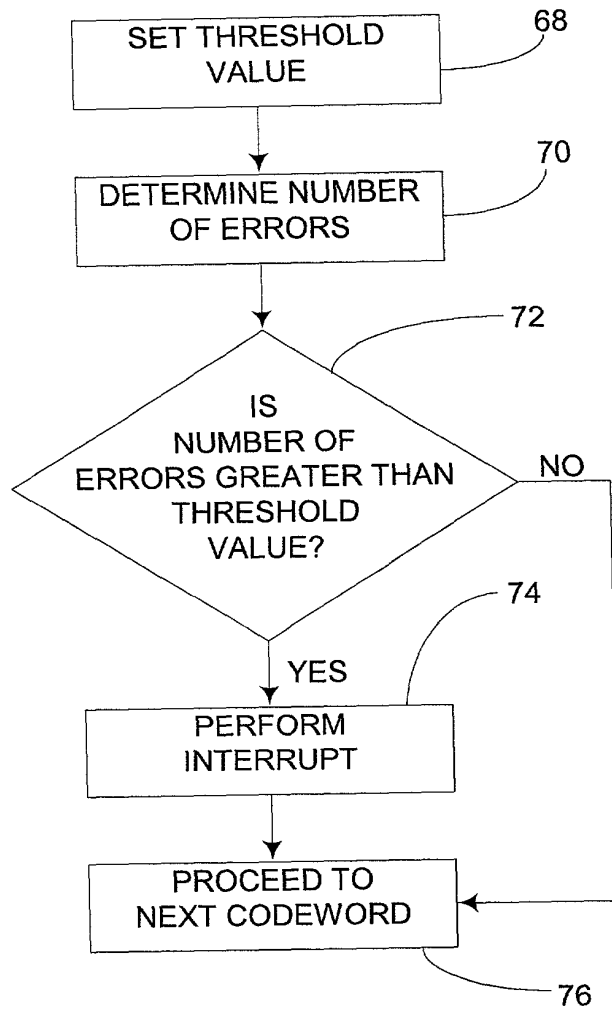 SET THRESHOLD
VALUE
68
DETERMINE NUMBER
OF ERRORS
70
72
IS
NUMBER OF
ERRORS GREATER THAN
THRESHOLD
VALUE?
NO
74
YES
PERFORM
INTERRUPT
PROCEED TO
NEXT CODEWORD
76